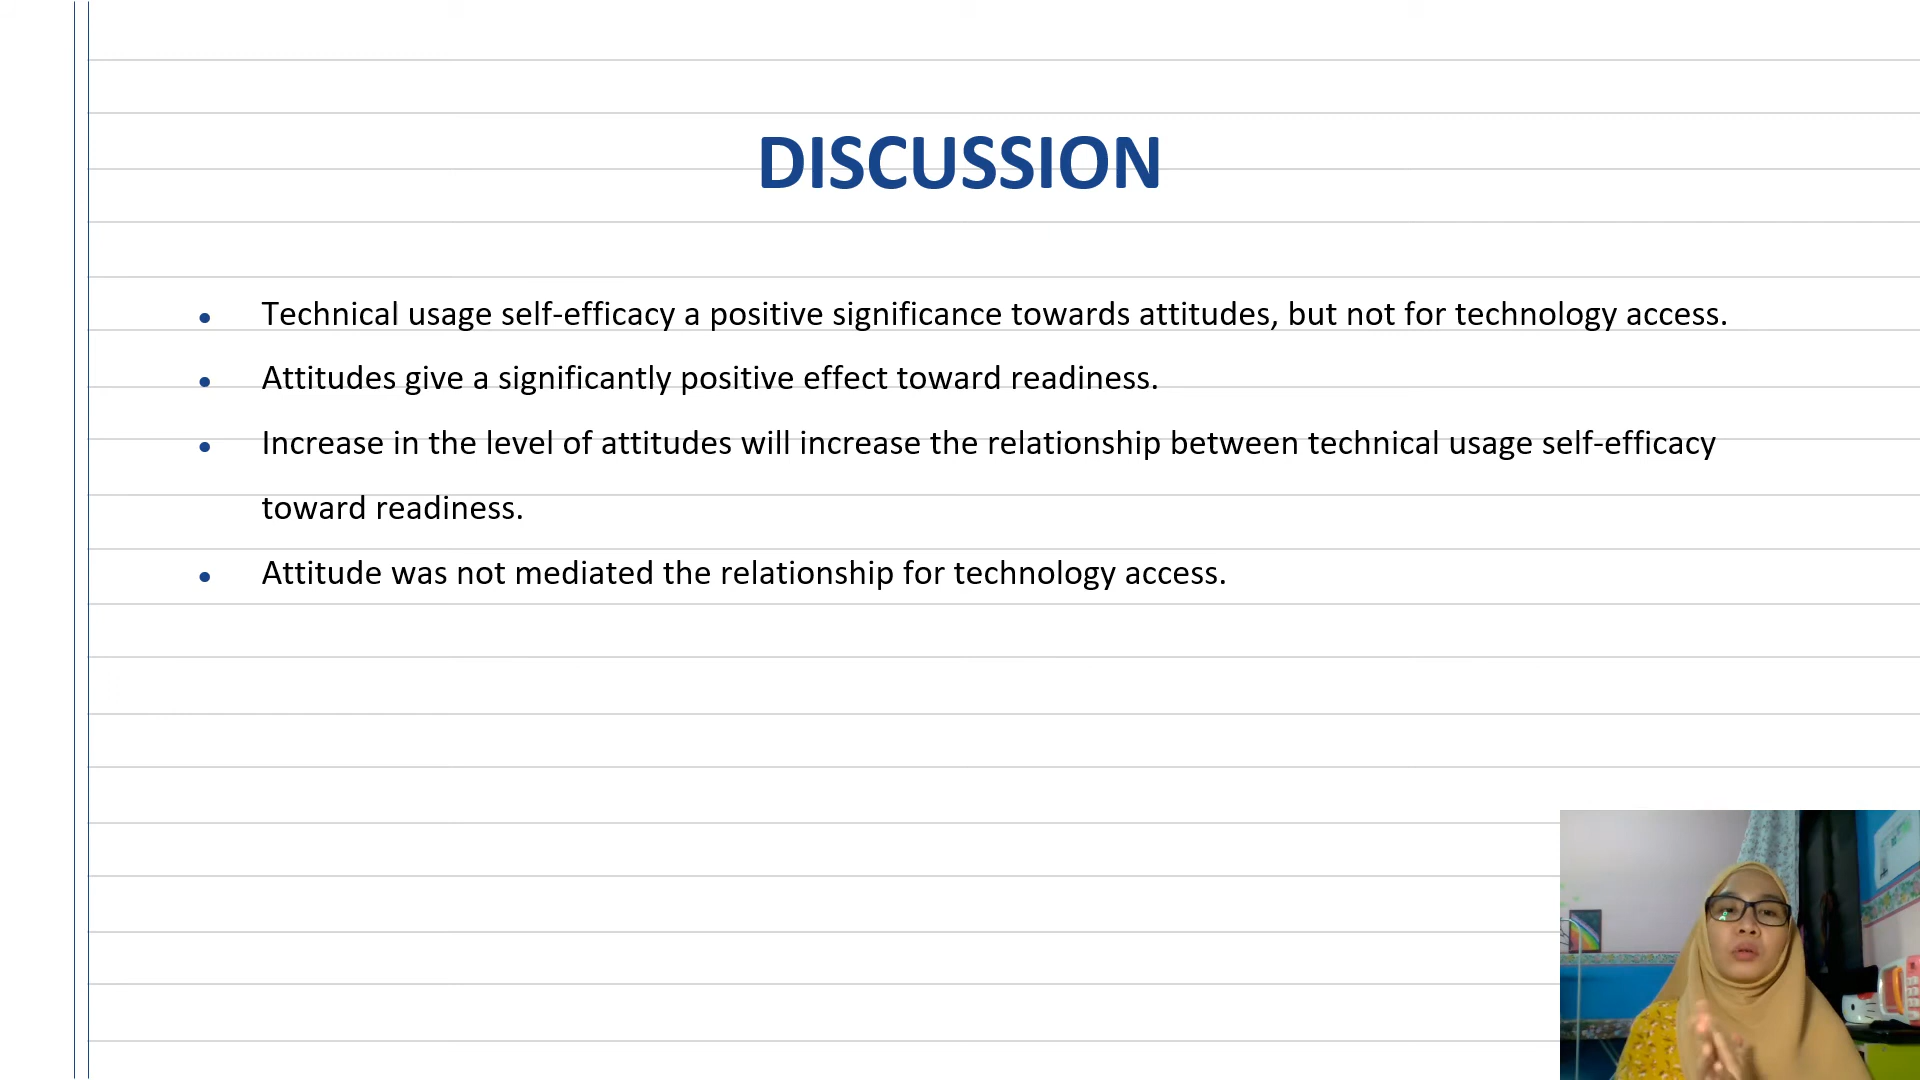 DISCUSSION
Technical usage self-efficacy a positive significance towards attitudes, but not for technology access.
Attitudes give a significantly positive effect toward readiness.
Increase in the level of attitudes will increase the relationship between technical usage self-efficacy
toward readiness.
Attitude was not mediated the relationship for technology access.